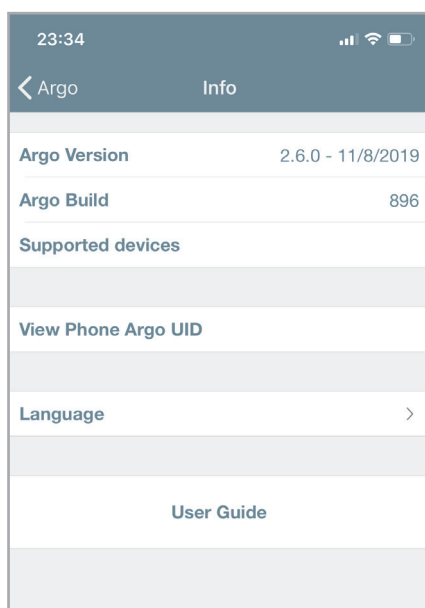 23:34
Argo Info
Argo Version 2.6.0 - 11/8/2019
Argo Build 896
Supported devices
View Phone Argo UID
Language
User Guide